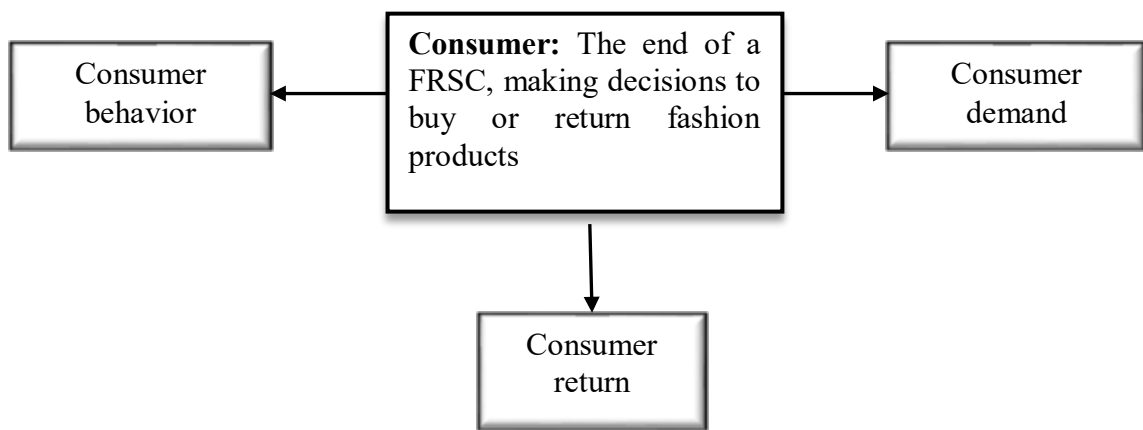 Consumer: The end of a
FRSC, making decisions to
buy or return fashion
products
Consumer
behavior
Consumer
demand
Consumer
return